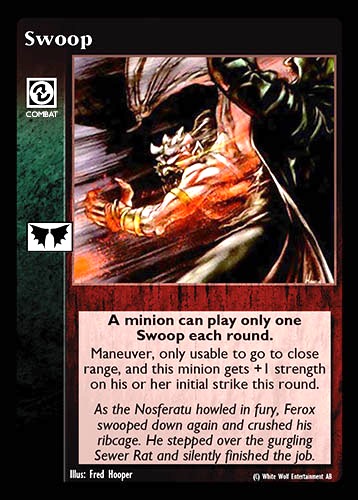 Swoop
COMBAT
A minion can play only one
Swoop each round.
Maneuver, only usable to go to close
range, and this minion gets +1 strength
on his or her initial strike this round.
As the Nosferatu howled in fury, Ferox
swooped down again and crushed his
ribcage. He stepped over the gurgling
Sewer Rat and silently finished the job.
Illus: Fred Hooper
(C) White Wolf Entertainment AB